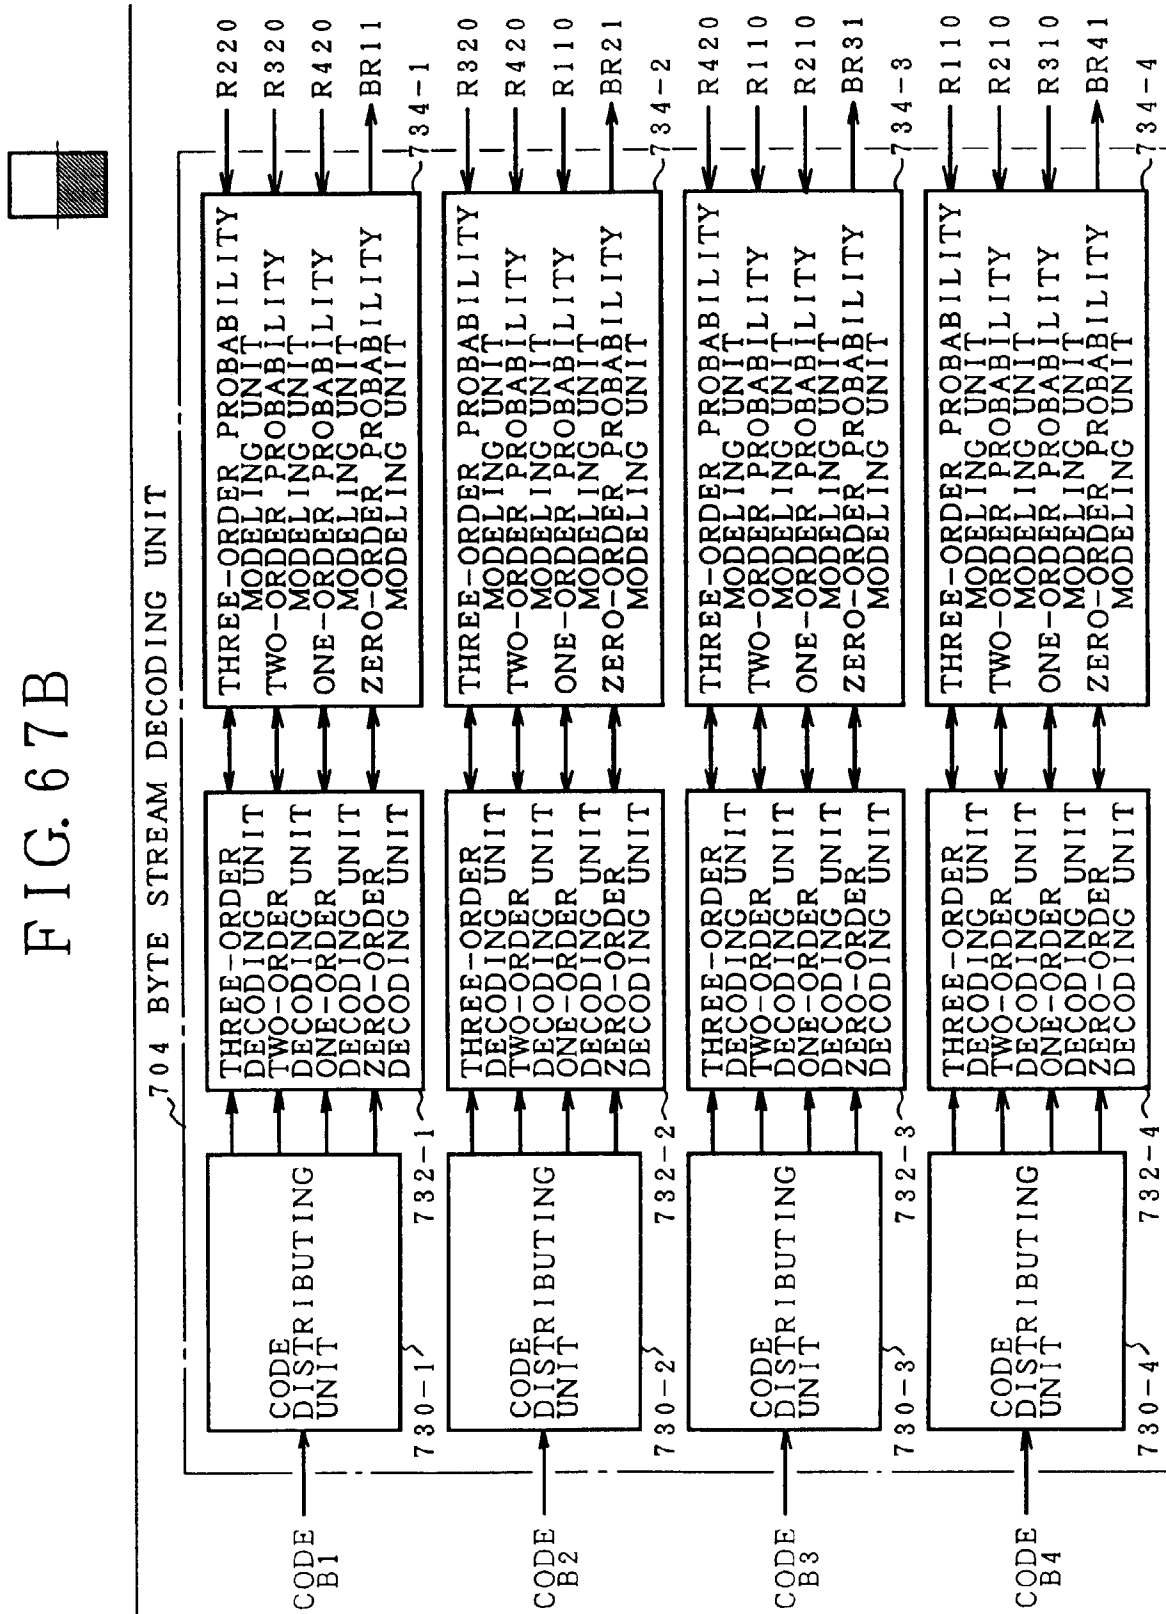 FIG. 67B
704 BYTE STREAM DECODING UNIT
CODE
B1
CODE
DISTRIBUTING
UNIT
730-1
THREE-ORDER
DECODING UNIT
TWO-ORDER
DECODING UNIT
ONE-ORDER
DECODING UNIT
ZERO-ORDER
DECODING UNIT
732-1
THREE-ORDER PROBABILITY
MODELING UNIT
TWO-ORDER PROBABILITY
MODELING UNIT
ONE-ORDER PROBABILITY
MODELING UNIT
ZERO-ORDER PROBABILITY
MODELING UNIT
734-1
R220
R320
R420
BR11
CODE
B2
CODE
DISTRIBUTING
UNIT
730-2
THREE-ORDER
DECODING UNIT
TWO-ORDER
DECODING UNIT
ONE-ORDER
DECODING UNIT
ZERO-ORDER
DECODING UNIT
732-2
THREE-ORDER PROBABILITY
MODELING UNIT
TWO-ORDER PROBABILITY
MODELING UNIT
ONE-ORDER PROBABILITY
MODELING UNIT
ZERO-ORDER PROBABILITY
MODELING UNIT
734-2
R320
R420
R110
BR21
CODE
B3
CODE
DISTRIBUTING
UNIT
730-3
THREE-ORDER
DECODING UNIT
TWO-ORDER
DECODING UNIT
ONE-ORDER
DECODING UNIT
ZERO-ORDER
DECODING UNIT
732-3
THREE-ORDER PROBABILITY
MODELING UNIT
TWO-ORDER PROBABILITY
MODELING UNIT
ONE-ORDER PROBABILITY
MODELING UNIT
ZERO-ORDER PROBABILITY
MODELING UNIT
734-3
R420
R110
R210
BR31
CODE
B4
CODE
DISTRIBUTING
UNIT
730-4
THREE-ORDER
DECODING UNIT
TWO-ORDER
DECODING UNIT
ONE-ORDER
DECODING UNIT
ZERO-ORDER
DECODING UNIT
732-4
THREE-ORDER PROBABILITY
MODELING UNIT
TWO-ORDER PROBABILITY
MODELING UNIT
ONE-ORDER PROBABILITY
MODELING UNIT
ZERO-ORDER PROBABILITY
MODELING UNIT
734-4
R110
R210
R310
BR41